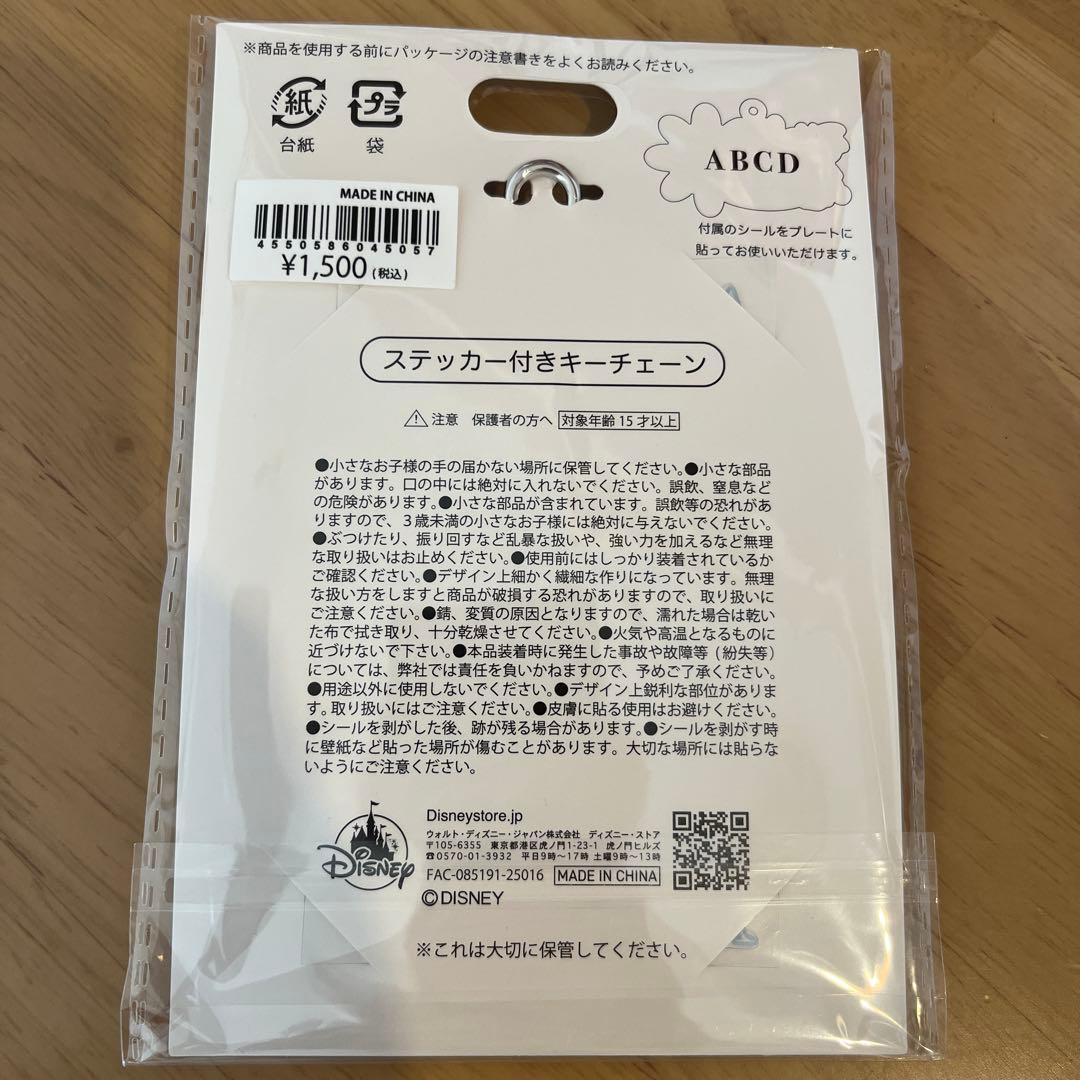 ※商品を使用する前にパッケージの注意書きをよくお読みください。
紙
プラ
台紙
袋
ABCD
付属のシールをプレートに
貼ってお使いいただけます。
MADE IN CHINA
4550586045057
¥1,500(税込)
ステッカー付きキーチェーン
注意 保護者の方へ 対象年齢15才以上
●小さなお子様の手の届かない場所に保管してください。●小さな部品
があります。口の中には絶対に入れないでください。誤飲、窒息など
の危険があります。●小さな部品が含まれています。誤飲等の恐れがあ
りますので、3歳未満の小さなお子様には絶対に与えないでください。
●ぶつけたり、振り回すなど乱暴な扱いや、強い力を加えるなど無理
な取り扱いはお止めください。●使用前にはしっかり装着されているか
ご確認ください。●デザイン上細かく繊細な作りになっています。無理
な扱い方をしますと商品が破損する恐れがありますので、取り扱いに
ご注意ください。●錆、変質の原因となりますので、濡れた場合は乾い
た布で拭き取り、十分乾燥させてください。●火気や高温となるものに
近づけないで下さい。●本品装着時に発生した事故や故障等(紛失等)
については、弊社では責任を負いかねますので、予めご了承ください。
●用途以外に使用しないでください。●デザイン上鋭利な部位がありま
す。取り扱いにはご注意ください。●皮膚に貼る使用はお避けください。
●シールを剥がした後、跡が残る場合があります。●シールを剥がす時
に壁紙など貼った場所が傷むことがあります。大切な場所には貼らな
いようにご注意ください。
Disney
Disneystore.jp
ウォルト・ディズニー・ジャパン株式会社 ディズニー・ストア
〒105-6355 東京都港区虎ノ門1-23-1 虎ノ門ヒルズ
☎0570-01-3932 平日9時〜17時 土曜9時〜13時
FAC-085191-25016 MADE IN CHINA
©DISNEY
※これは大切に保管してください。